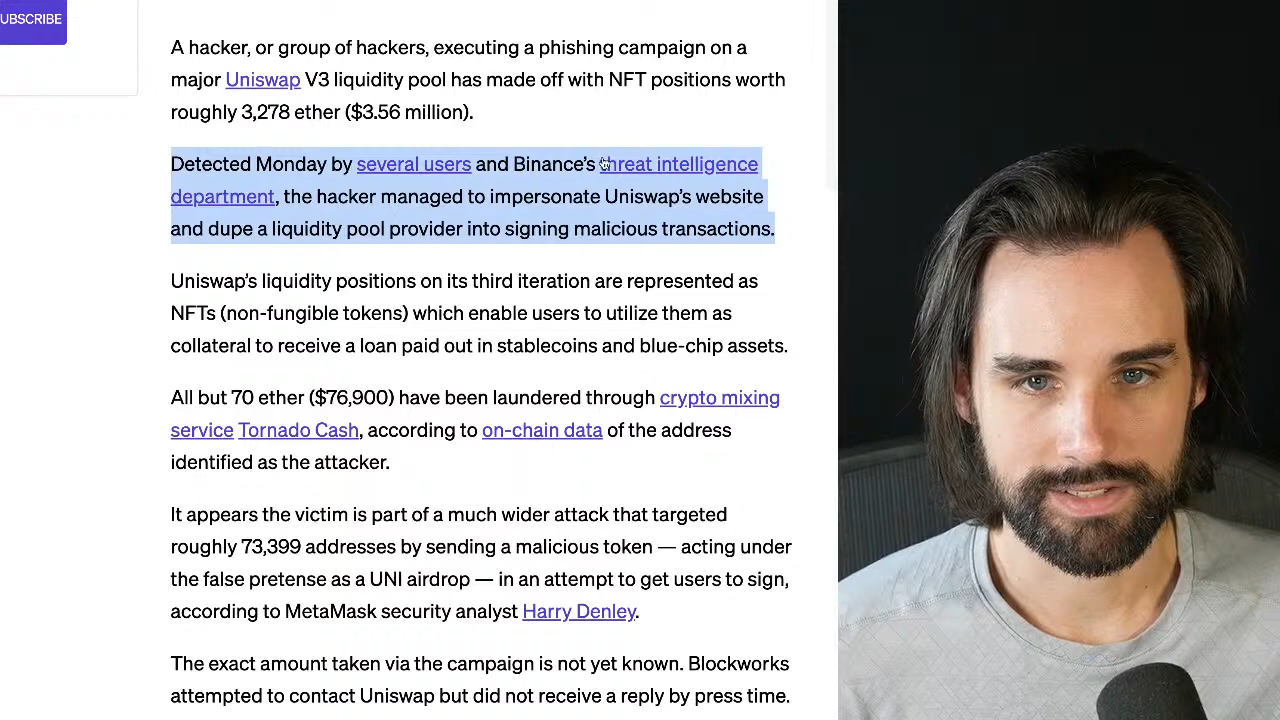 UBSCRIBE
A hacker, or group of hackers, executing a phishing campaign on a
major Uniswap V3 liquidity pool has made off with NFT positions worth
roughly 3,278 ether ($3.56 million).
Detected Monday by several users and Binance’s threat intelligence
department, the hacker managed to impersonate Uniswap’s website
and dupe a liquidity pool provider into signing malicious transactions.
Uniswap’s liquidity positions on its third iteration are represented as
NFTs (non-fungible tokens) which enable users to utilize them as
collateral to receive a loan paid out in stablecoins and blue-chip assets.
All but 70 ether ($76,900) have been laundered through crypto mixing
service Tornado Cash, according to on-chain data of the address
identified as the attacker.
It appears the victim is part of a much wider attack that targeted
roughly 73,399 addresses by sending a malicious token — acting under
the false pretense as a UNI airdrop — in an attempt to get users to sign,
according to MetaMask security analyst Harry Denley.
The exact amount taken via the campaign is not yet known. Blockworks
attempted to contact Uniswap but did not receive a reply by press time.